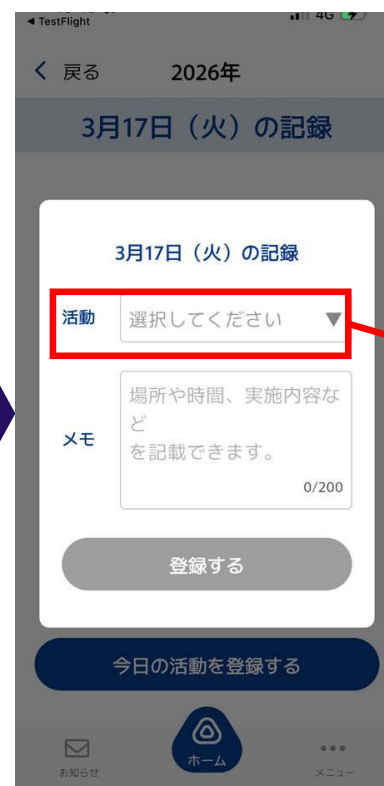 ◀ TestFlight
4G
戻る 2026年
3月17日（火）の記録
3月17日（火）の記録
活動 選択してください ▼
場所や時間、実施内容な
ど
メモ
を記載できます。
0/200
登録する
今日の活動を登録する
お知らせ ホーム メニュー